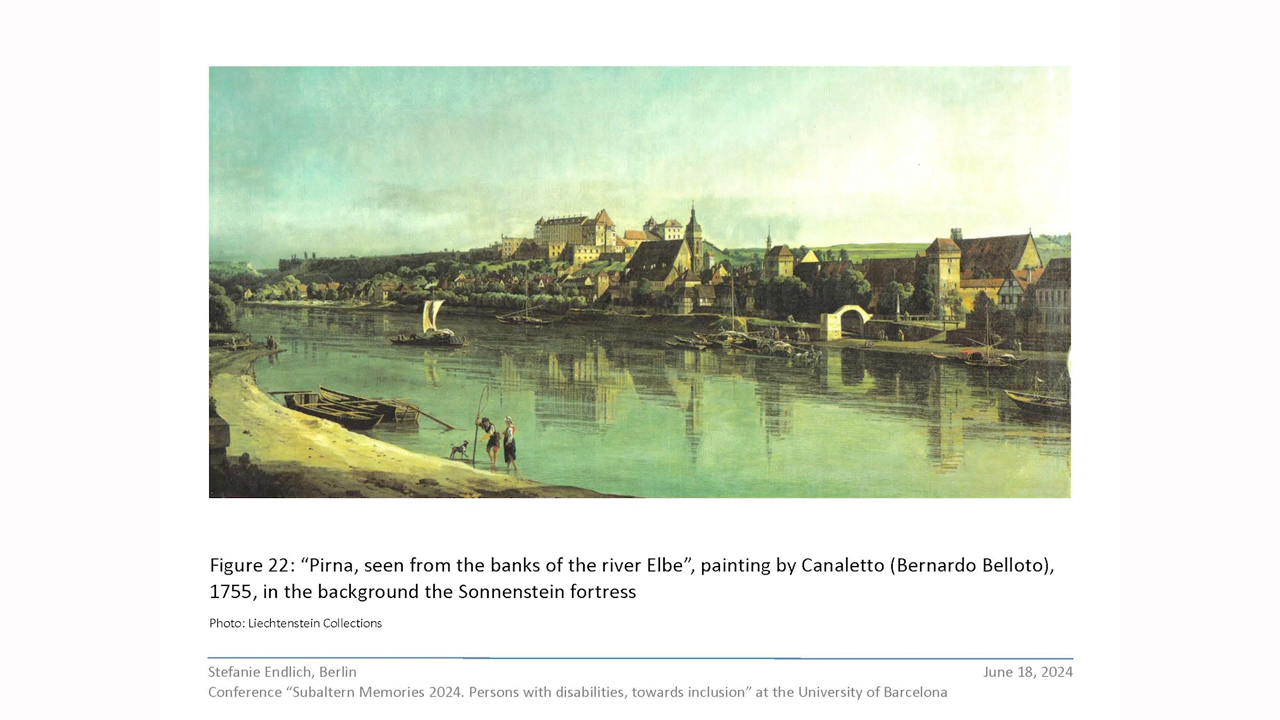 Figure 22: “Pirna, seen from the banks of the river Elbe”, painting by Canaletto (Bernardo Belloto),
1755, in the background the Sonnenstein fortress
Photo: Liechtenstein Collections
Stefanie Endlich, Berlin
June 18, 2024
Conference “Subaltern Memories 2024. Persons with disabilities, towards inclusion” at the University of Barcelona